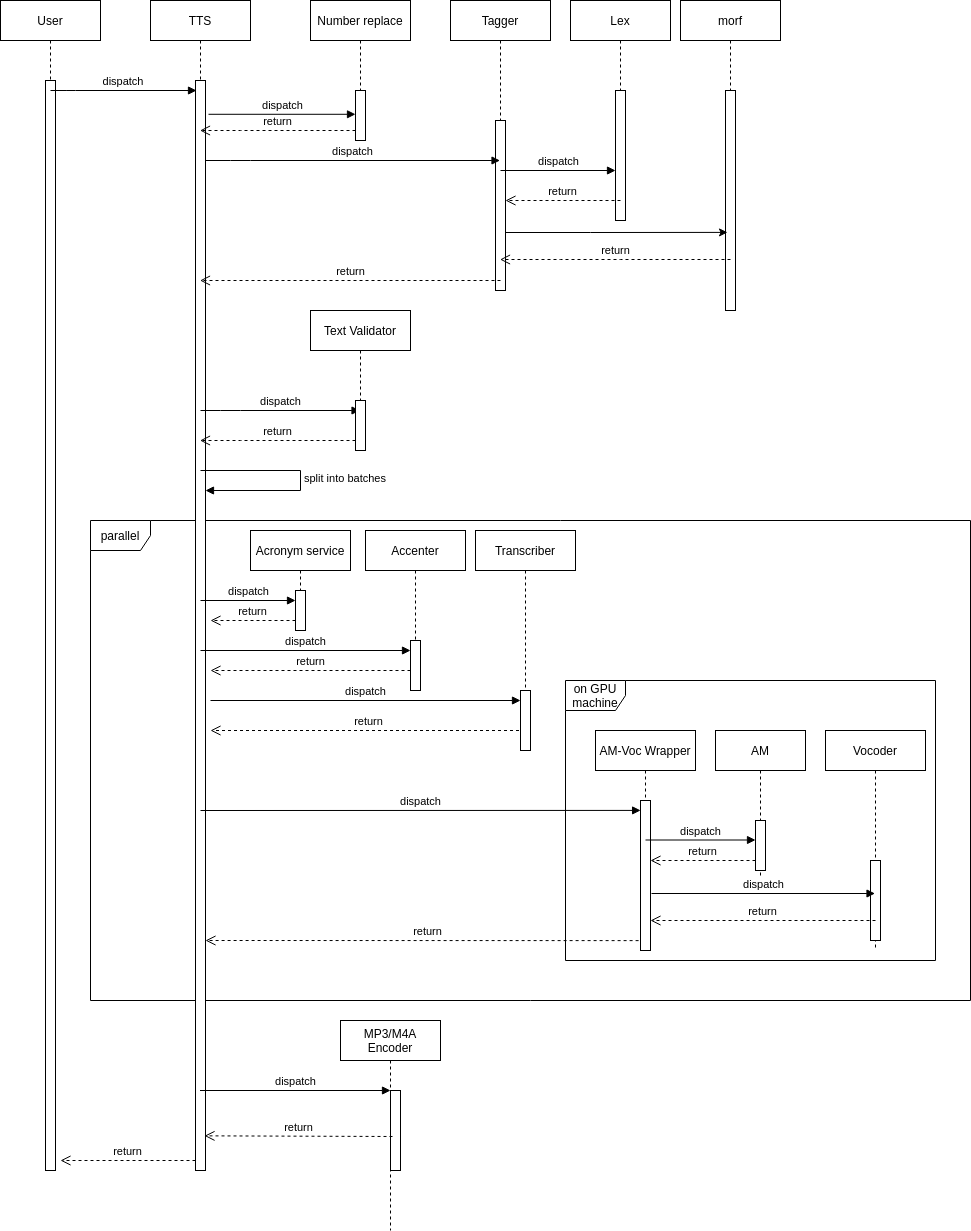 User
TTS
Number replace
Tagger
Lex
morf
dispatch
dispatch
return
dispatch
dispatch
return
return
return
Text Validator
dispatch
return
split into batches
parallel
Acronym service
Accenter
Transcriber
dispatch
return
dispatch
return
dispatch
return
on GPU
machine
AM-Voc Wrapper
AM
Vocoder
dispatch
dispatch
return
dispatch
return
return
MP3/M4A
Encoder
dispatch
return
return